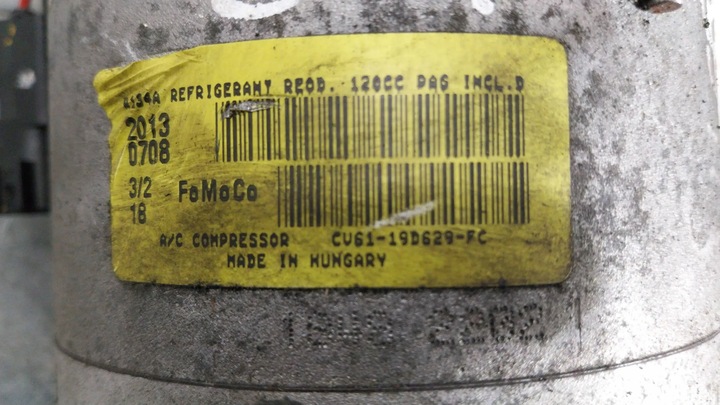 R134A REFRIGERANT REQD. 120CC PAG INCL.D
2013
0708
3/2 - FoMoCo
18
A/C COMPRESSOR CV61-19D629-FC
MADE IN HUNGARY